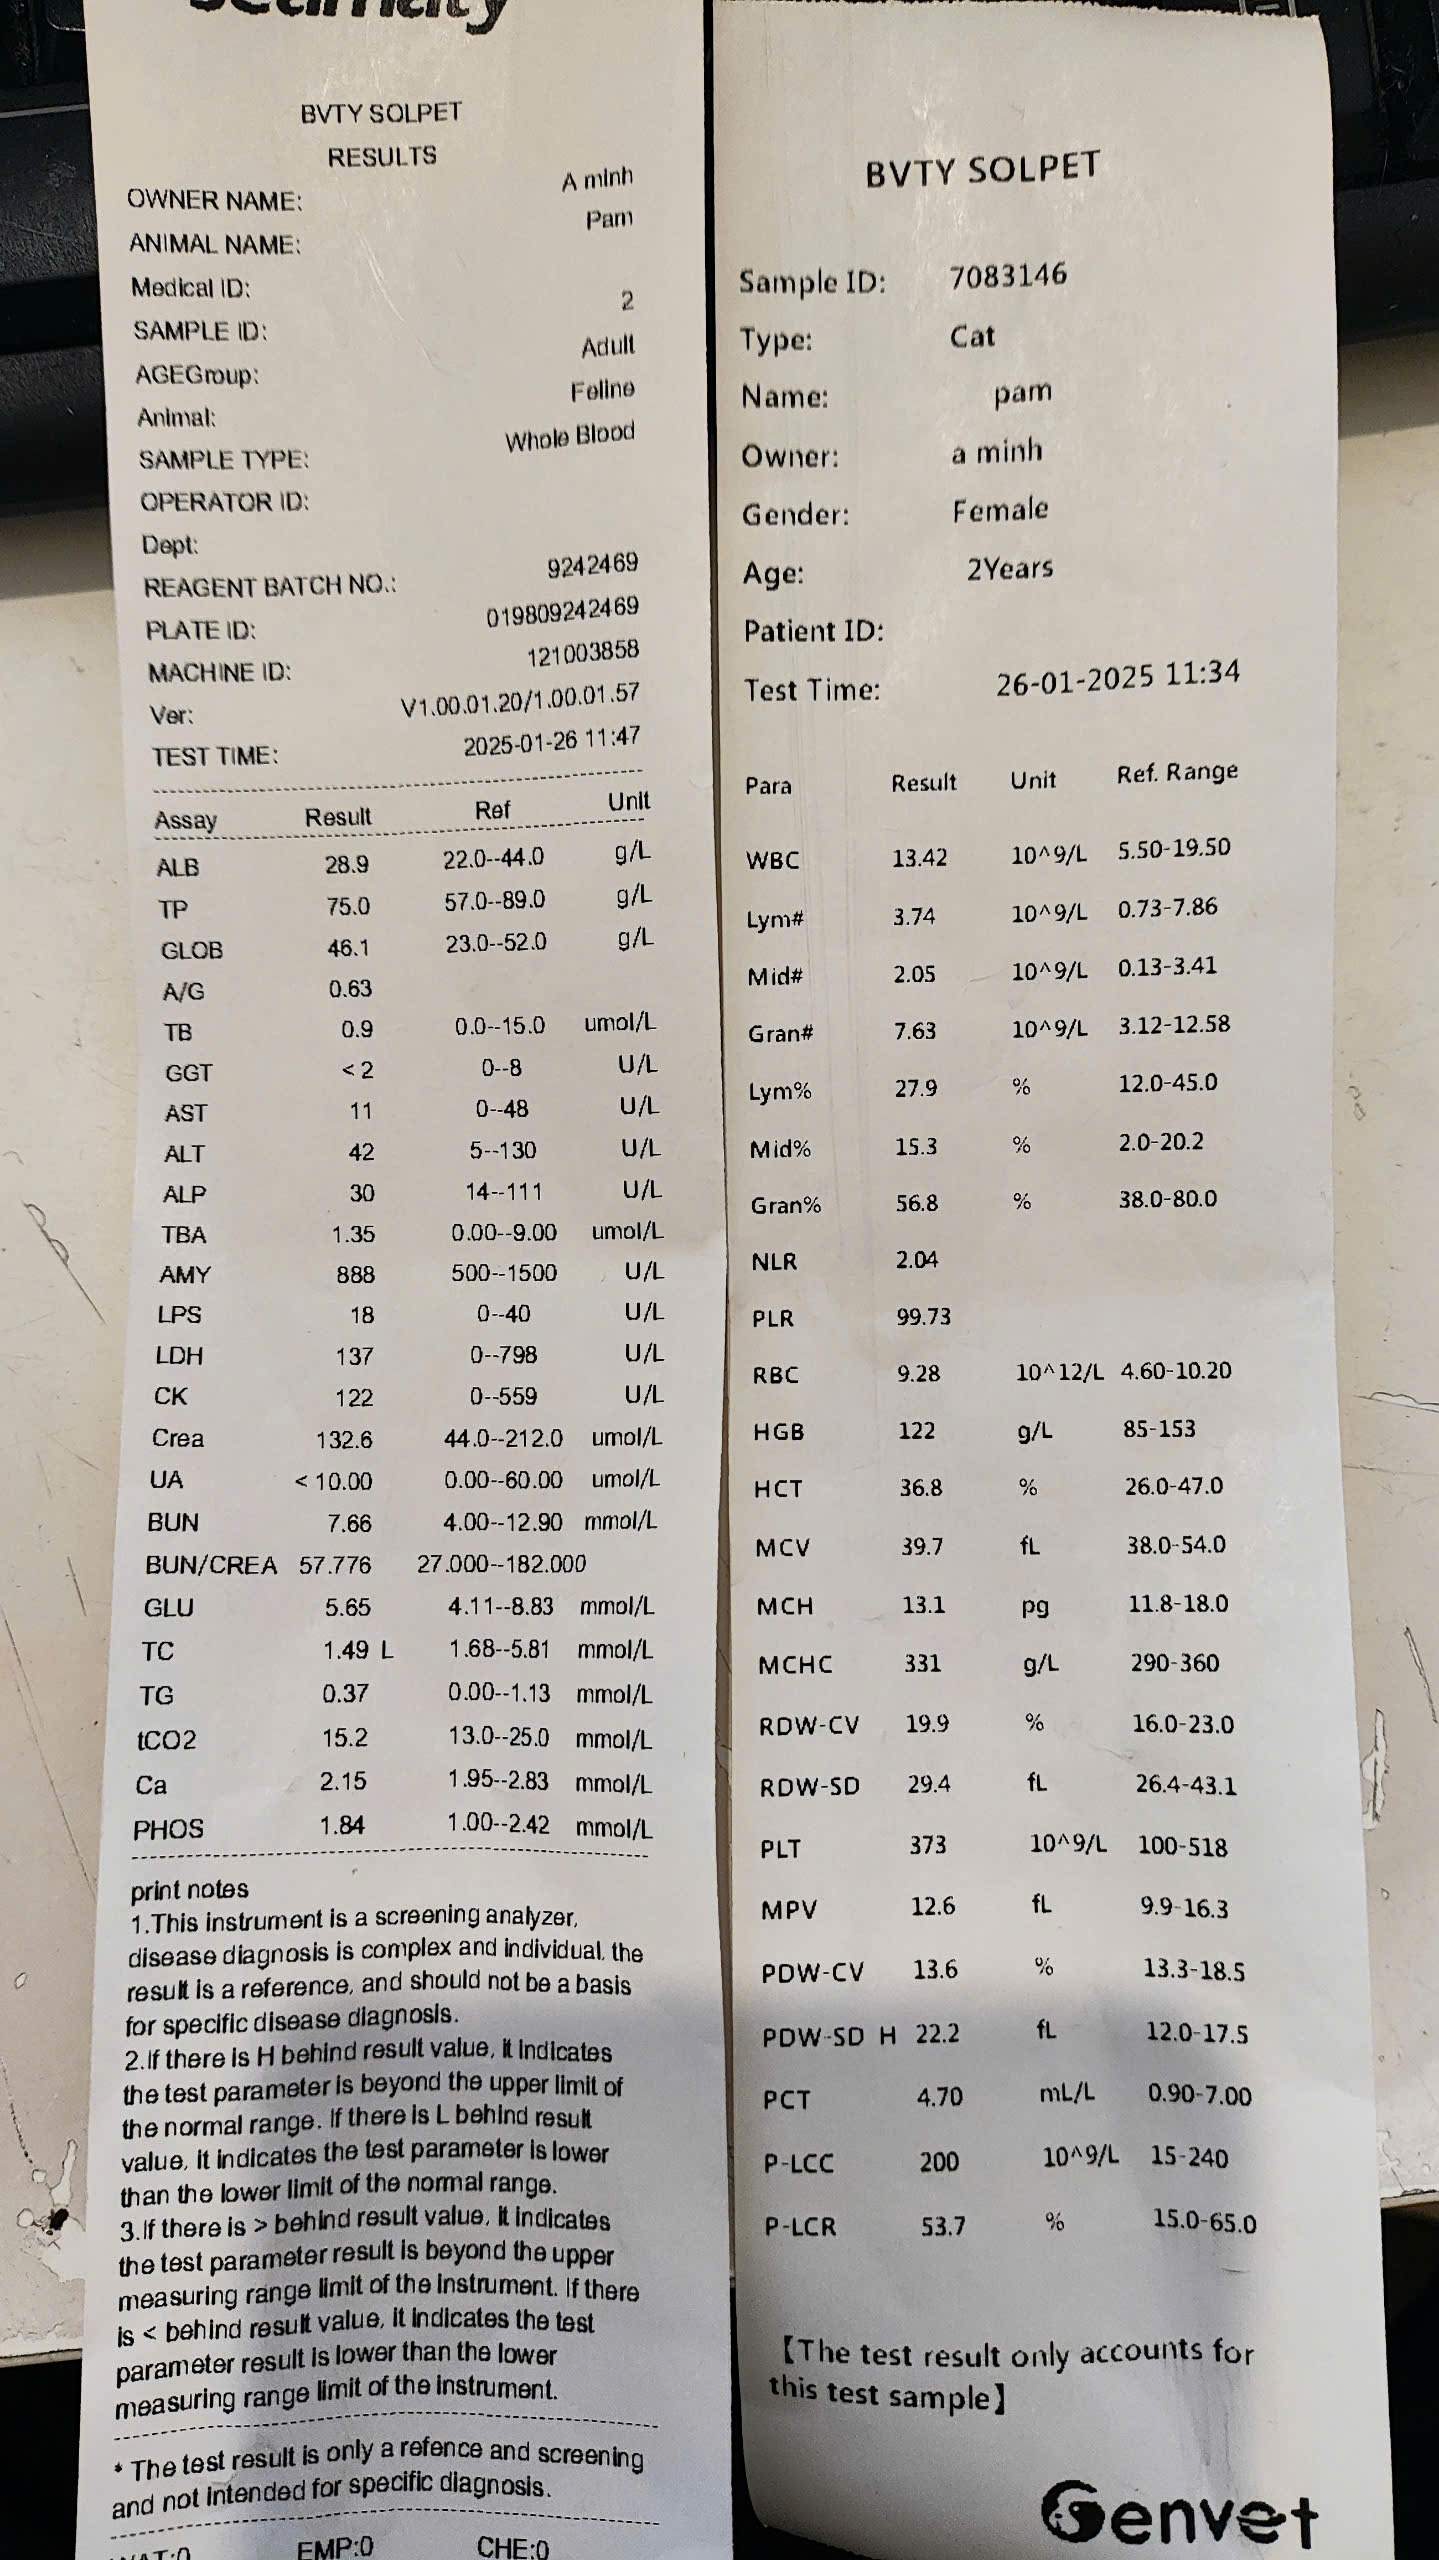 BVTY SOLPET
RESULTS
OWNER NAME: A minh
ANIMAL NAME: Pam
Medical ID:
SAMPLE ID: 2
AGEGroup: Adult
Animal: Feline
SAMPLE TYPE: Whole Blood
OPERATOR ID:
Dept:
REAGENT BATCH NO.: 9242469
PLATE ID: 019809242469
MACHINE ID: 121003858
Ver: V1.00.01.20/1.00.01.57
TEST TIME: 2025-01-26 11:47
Assay Result Ref Unit
ALB 28.9 22.0--44.0 g/L
TP 75.0 57.0--89.0 g/L
GLOB 46.1 23.0--52.0 g/L
A/G 0.63
TB 0.9 0.0--15.0 umol/L
GGT < 2 0--8 U/L
AST 11 0--48 U/L
ALT 42 5--130 U/L
ALP 30 14--111 U/L
TBA 1.35 0.00--9.00 umol/L
AMY 888 500--1500 U/L
LPS 18 0--40 U/L
LDH 137 0--798 U/L
CK 122 0--559 U/L
Crea 132.6 44.0--212.0 umol/L
UA < 10.00 0.00--60.00 umol/L
BUN 7.66 4.00--12.90 mmol/L
BUN/CREA 57.776 27.000--182.000
GLU 5.65 4.11--8.83 mmol/L
TC 1.49 L 1.68--5.81 mmol/L
TG 0.37 0.00--1.13 mmol/L
tCO2 15.2 13.0--25.0 mmol/L
Ca 2.15 1.95--2.83 mmol/L
PHOS 1.84 1.00--2.42 mmol/L
print notes
1.This instrument is a screening analyzer,
disease diagnosis is complex and individual, the
result is a reference, and should not be a basis
for specific disease diagnosis.
2.If there is H behind result value, it indicates
the test parameter is beyond the upper limit of
the normal range. If there is L behind result
value, it indicates the test parameter is lower
than the lower limit of the normal range.
3.If there is > behind result value, it indicates
the test parameter result is beyond the upper
measuring range limit of the instrument. If there
is < behind result value, it indicates the test
parameter result is lower than the lower
measuring range limit of the instrument.
* The test result is only a refence and screening
and not intended for specific diagnosis.
EMP:0 CHE:0
BVTY SOLPET
Sample ID: 7083146
Type: Cat
Name: pam
Owner: a minh
Gender: Female
Age: 2Years
Patient ID:
Test Time: 26-01-2025 11:34
Para Result Unit Ref. Range
WBC 13.42 10^9/L 5.50-19.50
Lym# 3.74 10^9/L 0.73-7.86
Mid# 2.05 10^9/L 0.13-3.41
Gran# 7.63 10^9/L 3.12-12.58
Lym% 27.9 % 12.0-45.0
Mid% 15.3 % 2.0-20.2
Gran% 56.8 % 38.0-80.0
NLR 2.04
PLR 99.73
RBC 9.28 10^12/L 4.60-10.20
HGB 122 g/L 85-153
HCT 36.8 % 26.0-47.0
MCV 39.7 fL 38.0-54.0
MCH 13.1 pg 11.8-18.0
MCHC 331 g/L 290-360
RDW-CV 19.9 % 16.0-23.0
RDW-SD 29.4 fL 26.4-43.1
PLT 373 10^9/L 100-518
MPV 12.6 fL 9.9-16.3
PDW-CV 13.6 % 13.3-18.5
PDW-SD H 22.2 fL 12.0-17.5
PCT 4.70 mL/L 0.90-7.00
P-LCC 200 10^9/L 15-240
P-LCR 53.7 % 15.0-65.0
【The test result only accounts for
this test sample】
Genvet